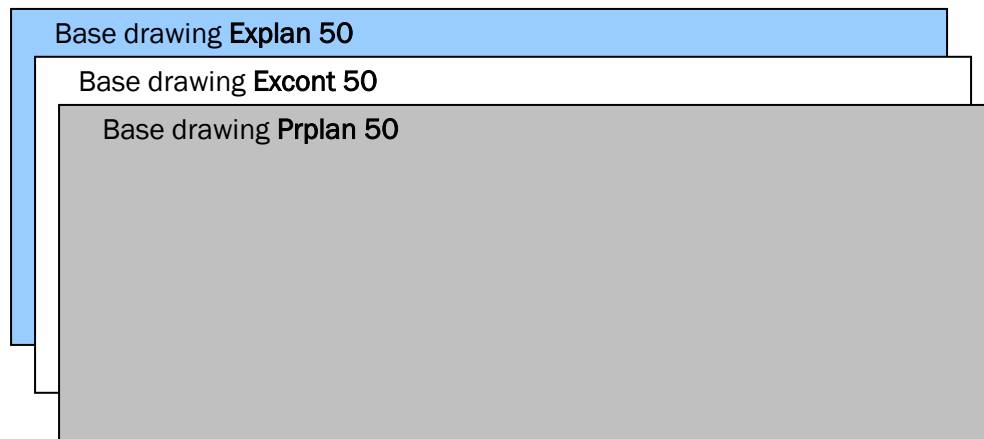 Base drawing Explan 50
Base drawing Excont 50
Base drawing Prplan 50